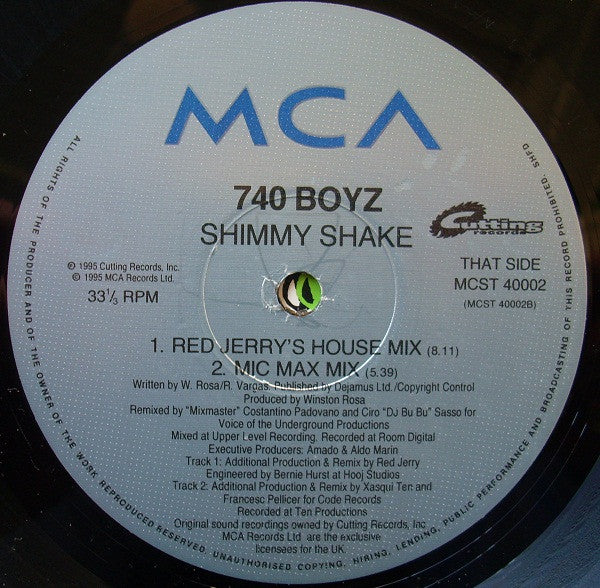 MCA
740 BOYZ
SHIMMY SHAKE
Cutting
records
℗ 1995 Cutting Records, Inc.
© 1995 MCA Records Ltd.
33⅓ RPM
THAT SIDE
MCST 40002
(MCST 40002B)
1. RED JERRY'S HOUSE MIX (8.11)
2. MIC MAX MIX (5.39)
Written by W. Rosa/R. Vargas. Published by Dejamus Ltd./Copyright Control
Produced by Winston Rosa
Remixed by "Mixmaster" Costantino Padovano and Ciro "DJ Bu Bu" Sasso for
Voice of the Underground Productions
Mixed at Upper Level Recording. Recorded at Room Digital
Executive Producers: Amado & Aldo Marin
Track 1: Additional Production & Remix by Red Jerry
Engineered by Bernie Hurst at Hooj Studios
Track 2: Additional Production & Remix by Xasqui Ter and
Francesc Pellicer for Code Records
Recorded at Ten Productions
Original sound recordings owned by Cutting Records, Inc
MCA Records Ltd. are the exclusive
licensees for the UK.
ALL RIGHTS OF THE PRODUCER AND OF THE OWNER OF THE WORK REPRODUCED RESERVED. UNAUTHORISED COPYING, HIRING, LENDING, PUBLIC PERFORMANCE AND BROADCASTING OF THIS RECORD PROHIBITED. SHFD